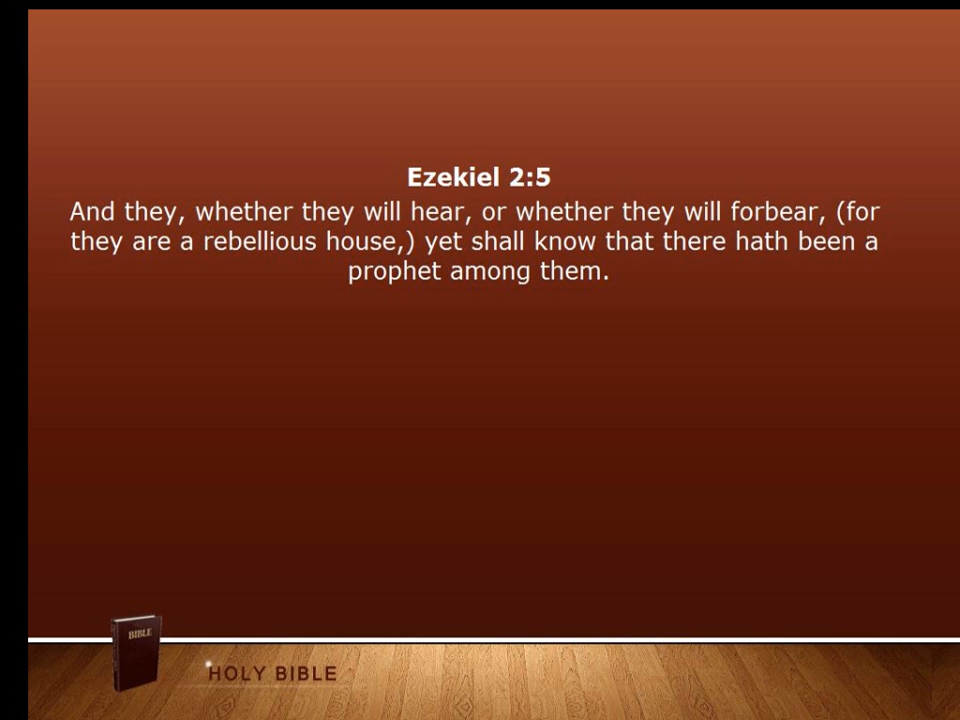 Ezekiel 2:5
And they, whether they will hear, or whether they will forbear, (for
they are a rebellious house,) yet shall know that there hath been a
prophet among them.
BIBLE
HOLY BIBLE